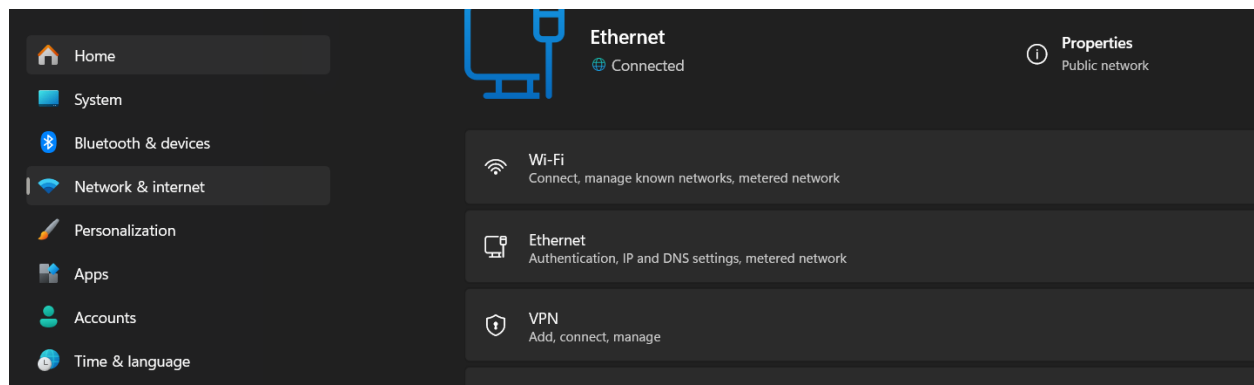 Home
System
Bluetooth & devices
Network & internet
Personalization
Apps
Accounts
Time & language
Ethernet
Connected
Properties
Public network
Wi-Fi
Connect, manage known networks, metered network
Ethernet
Authentication, IP and DNS settings, metered network
VPN
Add, connect, manage